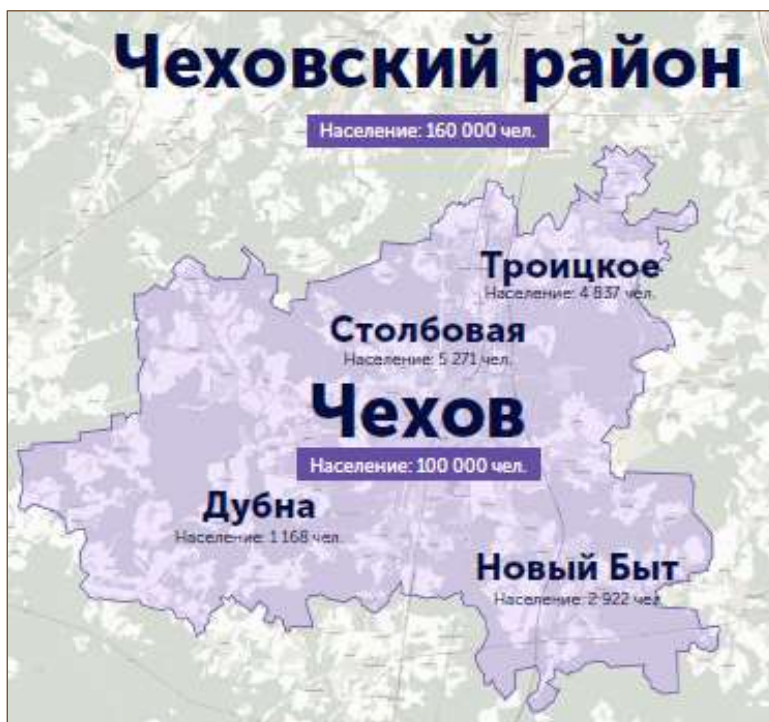 Чеховский район
Население: 160 000 чел.
Троицкое
Население: 4 837 чел.
Столбовая
Население: 5 271 чел.
Чехов
Население: 100 000 чел.
Дубна
Население: 1 168 чел.
Новый Быт
Население: 2 922 чел